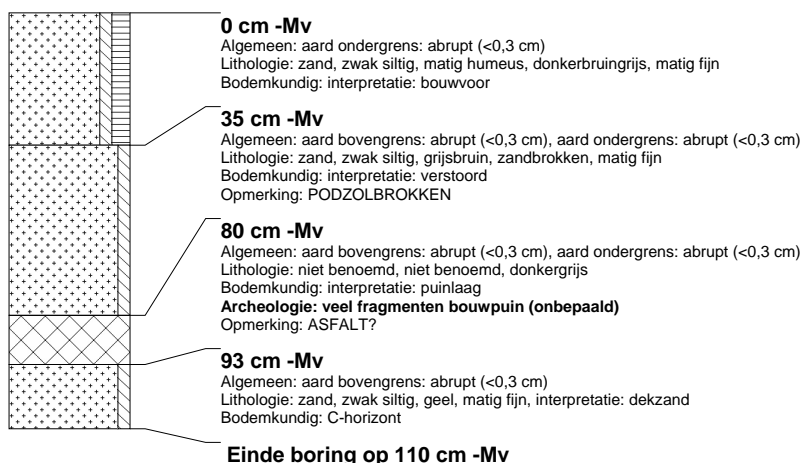 0 cm -Mv
Algemeen: aard ondergrens: abrupt (<0,3 cm)
Lithologie: zand, zwak siltig, matig humeus, donkerbruingrijs, matig fijn
Bodemkundig: interpretatie: bouwvoor
35 cm -Mv
Algemeen: aard bovengrens: abrupt (<0,3 cm), aard ondergrens: abrupt (<0,3 cm)
Lithologie: zand, zwak siltig, grijsbruin, zandbrokken, matig fijn
Bodemkundig: interpretatie: verstoord
Opmerking: PODZOLBROKKEN
80 cm -Mv
Algemeen: aard bovengrens: abrupt (<0,3 cm), aard ondergrens: abrupt (<0,3 cm)
Lithologie: niet benoemd, niet benoemd, donkergrijs
Bodemkundig: interpretatie: puinlaag
Archeologie: veel fragmenten bouwpuin (onbepaald)
Opmerking: ASFALT?
93 cm -Mv
Algemeen: aard bovengrens: abrupt (<0,3 cm)
Lithologie: zand, zwak siltig, geel, matig fijn, interpretatie: dekzand
Bodemkundig: C-horizont
Einde boring op 110 cm -Mv